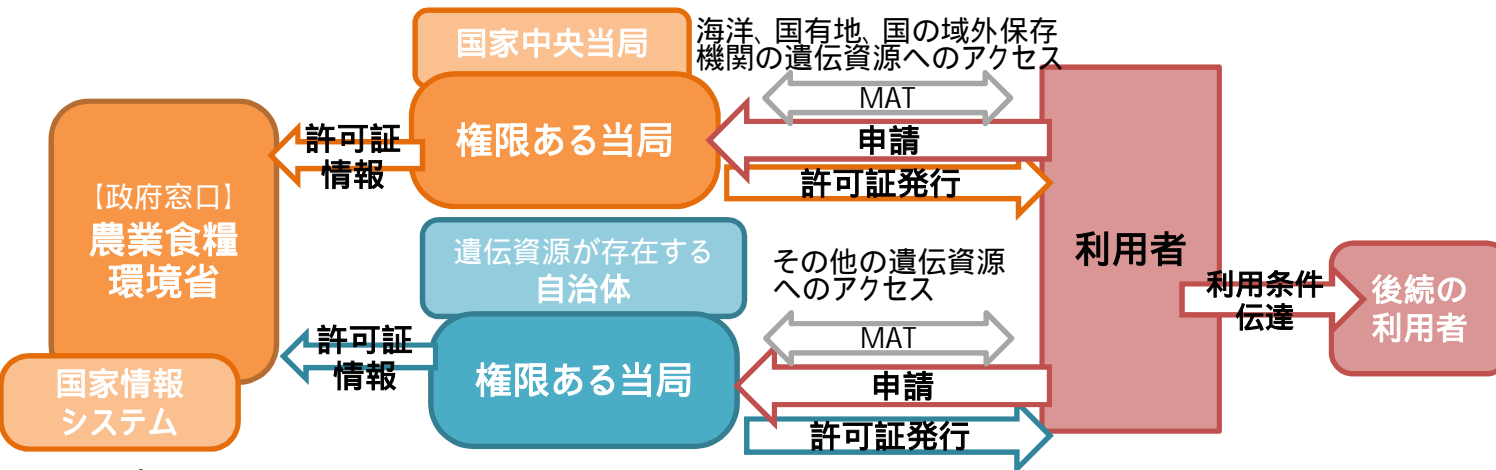 国家中央当局
海洋、国有地、国の域外保存
機関の遺伝資源へのアクセス
MAT
権限ある当局
申請
許可証発行
許可証
情報
【政府窓口】
農業食糧
環境省
国家情報
システム
遺伝資源が存在する
自治体
その他の遺伝資源
へのアクセス
MAT
権限ある当局
申請
許可証発行
許可証
情報
利用者
利用条件
伝達
後続の
利用者